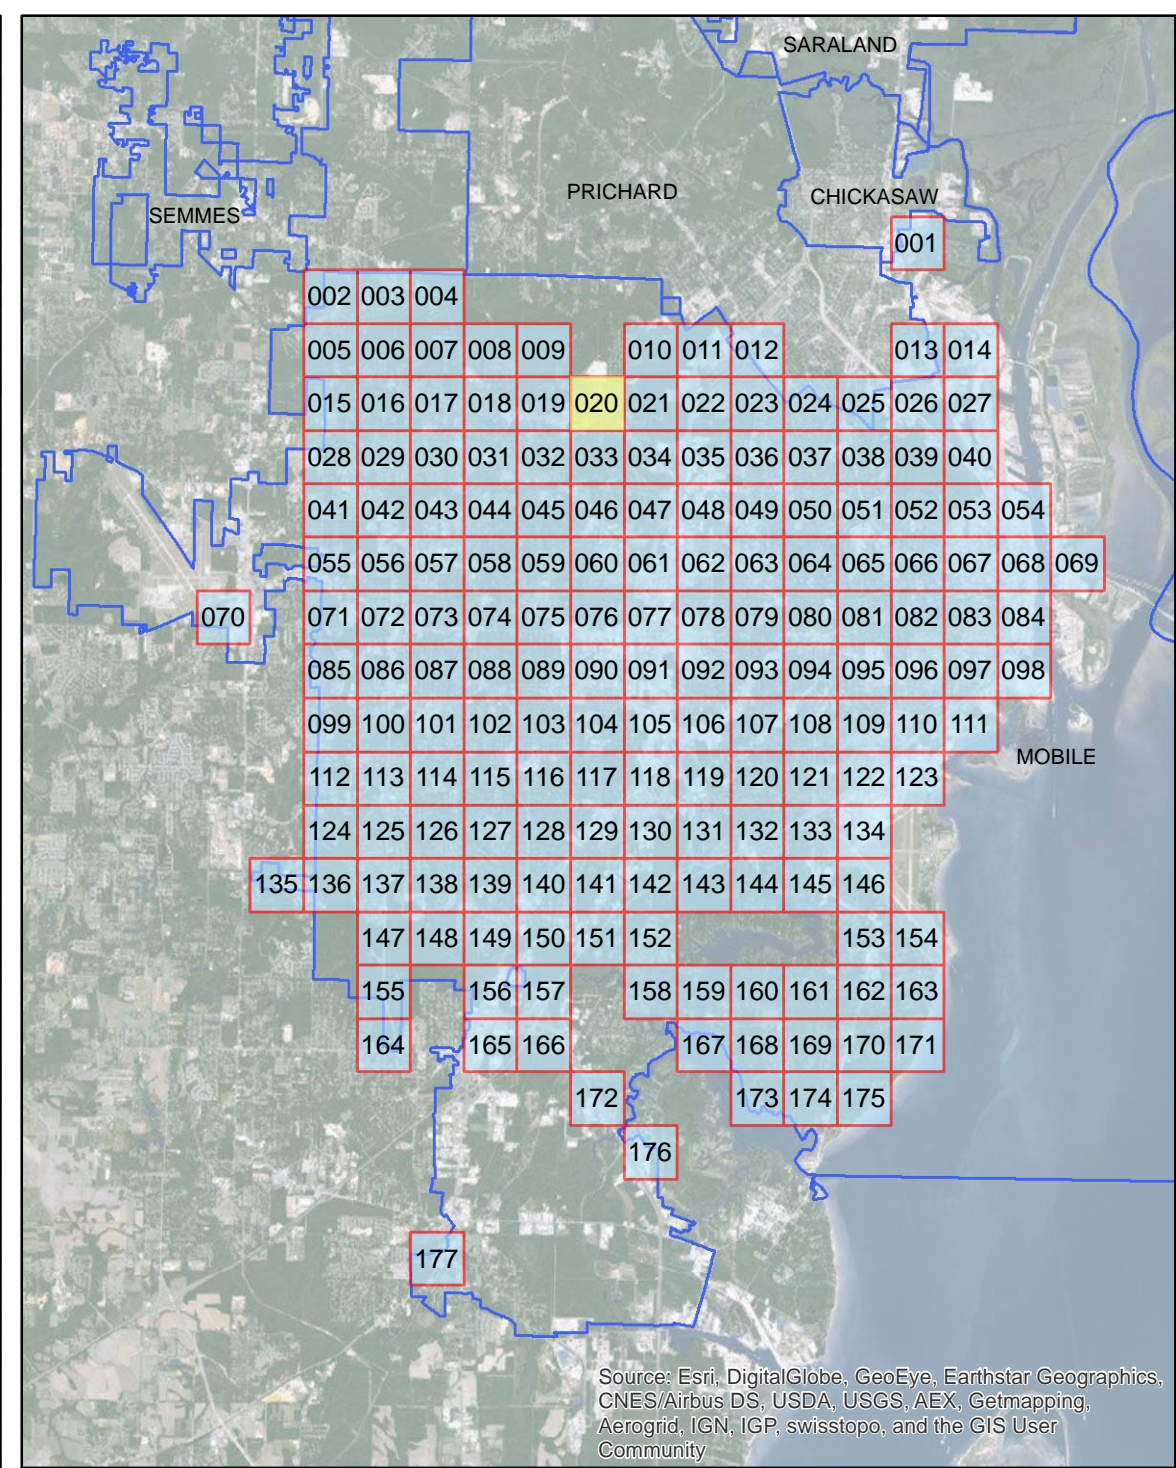 SARALAND
PRICHARD
CHICKASAW
SEMMES
001
002 003 004
005 006 007 008 009 010 011 012 013 014
015 016 017 018 019 020 021 022 023 024 025 026 027
028 029 030 031 032 033 034 035 036 037 038 039 040
041 042 043 044 045 046 047 048 049 050 051 052 053 054
055 056 057 058 059 060 061 062 063 064 065 066 067 068 069
070 071 072 073 074 075 076 077 078 079 080 081 082 083 084
085 086 087 088 089 090 091 092 093 094 095 096 097 098
099 100 101 102 103 104 105 106 107 108 109 110 111
MOBILE
112 113 114 115 116 117 118 119 120 121 122 123
124 125 126 127 128 129 130 131 132 133 134
135 136 137 138 139 140 141 142 143 144 145 146
147 148 149 150 151 152 153 154
155 156 157 158 159 160 161 162 163
164 165 166 167 168 169 170 171
172 173 174 175
176
177
Source: Esri, DigitalGlobe, GeoEye, Earthstar Geographics,
CNES/Airbus DS, USDA, USGS, AEX, Getmapping,
Aerogrid, IGN, IGP, swisstopo, and the GIS User
Community